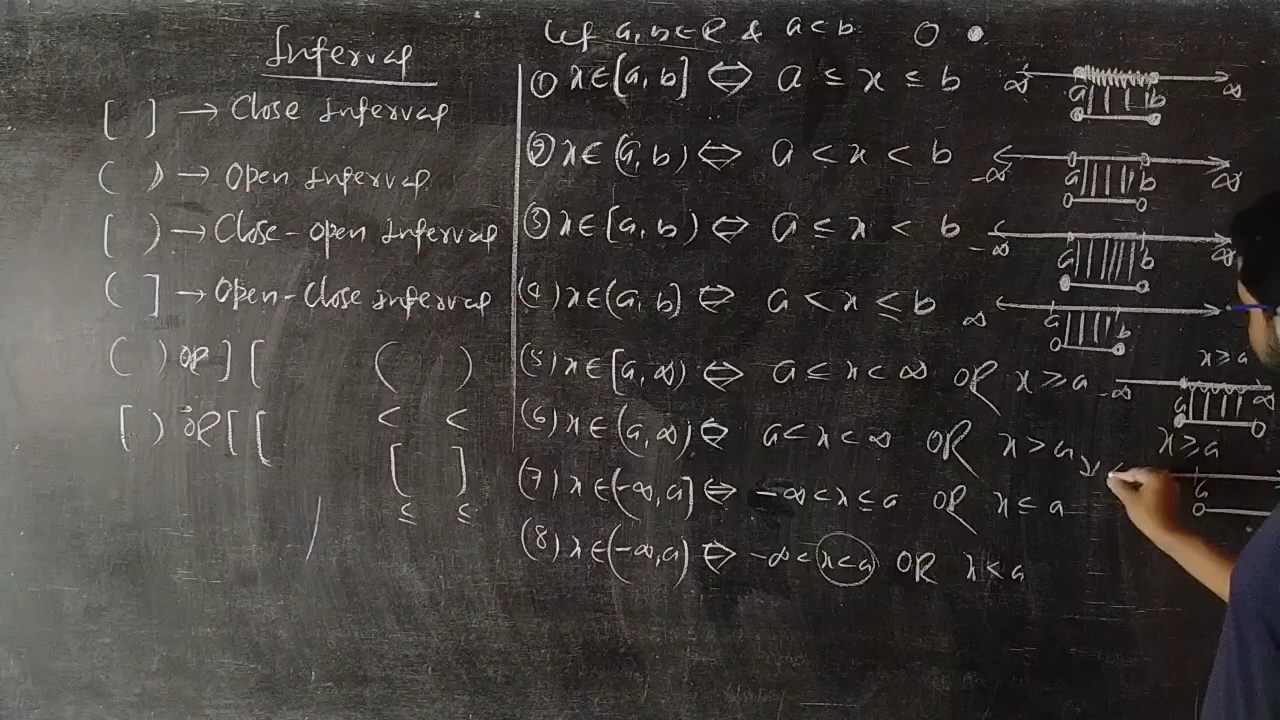 Interval
[ ] → Close interval
( ) → Open interval
[ ) → Close-open interval
( ] → Open-Close interval
( ) OR ] [
[ ) OR [ [
( )
< <
[ ]
≤ ≤
Let a, b ∈ R & a < b
① x ∈ [a, b] ⇔ a ≤ x ≤ b
∞ a b ∞
② x ∈ (a, b) ⇔ a < x < b
-∞ a b ∞
③ x ∈ [a, b) ⇔ a ≤ x < b
-∞ a b ∞
(4) x ∈ (a, b] ⇔ a < x ≤ b
∞ a b
(5) x ∈ [a, ∞) ⇔ a ≤ x < ∞ OR x ≥ a
x ≥ a
-∞ a ∞
(6) x ∈ (a, ∞) ⇔ a < x < ∞ OR x > a
x ≥ a
a
(7) x ∈ (-∞, a] ⇔ -∞ < x ≤ a OR x ≤ a
(8) x ∈ (-∞, a) ⇔ -∞ < x < a OR x < a